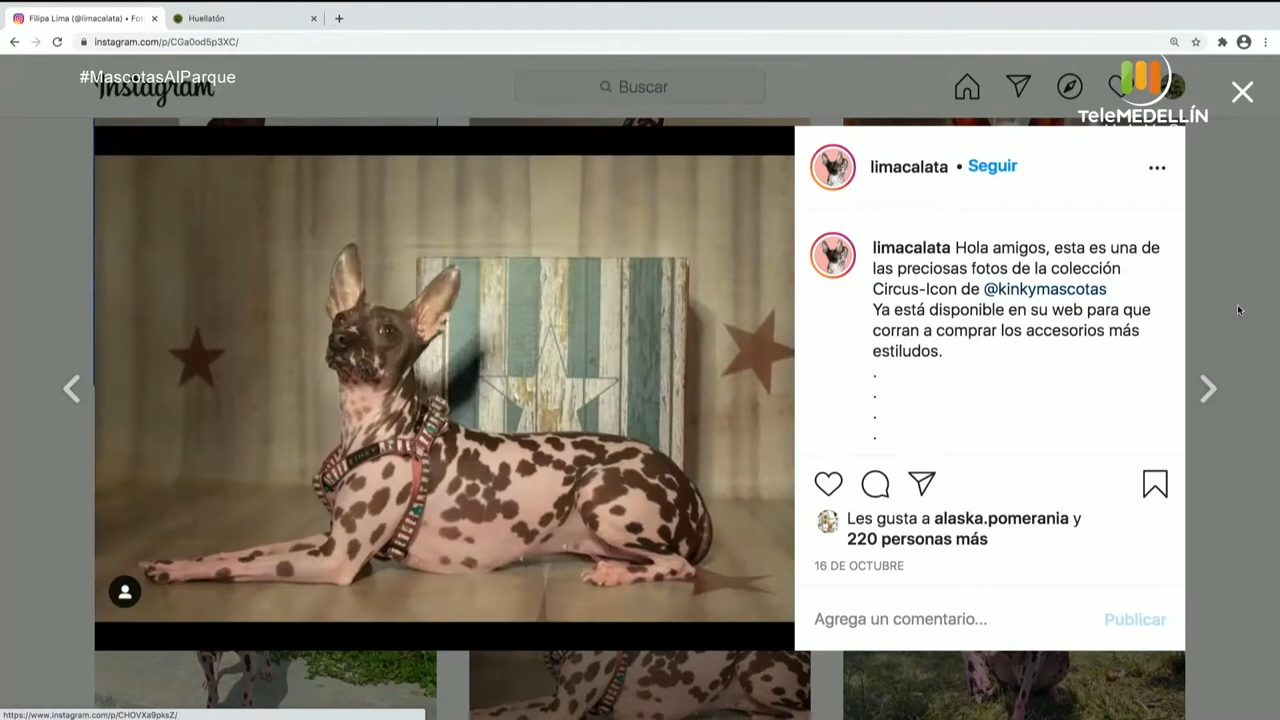 Filipa Lima (@limacalata) • Fot
Huellatón
instagram.com/p/CGa0od5p3XC/
#MascotasAlParque
Instagram
Buscar
TeleMEDELLÍN
limacalata • Seguir
limacalata Hola amigos, esta es una de
las preciosas fotos de la colección
Circus-Icon de @kinkymascotas
Ya está disponible en su web para que
corran a comprar los accesorios más
estiludos.
.
.
.
.
Les gusta a alaska.pomerania y
220 personas más
16 DE OCTUBRE
Agrega un comentario...
Publicar
https://www.instagram.com/p/CHOVXa9pksZ/